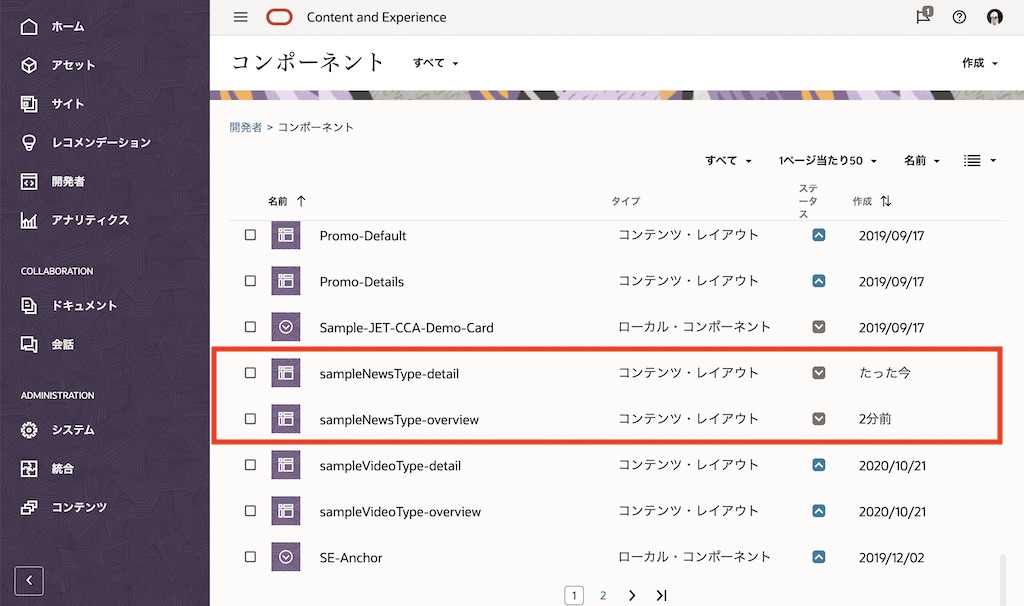 Content and Experience
1
ホーム
アセット
サイト
レコメンデーション
開発者
アナリティクス
COLLABORATION
ドキュメント
会話
ADMINISTRATION
システム
統合
コンテンツ
コンポーネント すべて 作成
開発者 > コンポーネント
すべて 1ページ当たり50 名前
名前 タイプ ステータス 作成
Promo-Default コンテンツ・レイアウト 2019/09/17
Promo-Details コンテンツ・レイアウト 2019/09/17
Sample-JET-CCA-Demo-Card ローカル・コンポーネント 2019/09/17
sampleNewsType-detail コンテンツ・レイアウト たった今
sampleNewsType-overview コンテンツ・レイアウト 2分前
sampleVideoType-detail コンテンツ・レイアウト 2020/10/21
sampleVideoType-overview コンテンツ・レイアウト 2020/10/21
SE-Anchor ローカル・コンポーネント 2019/12/02
1 2